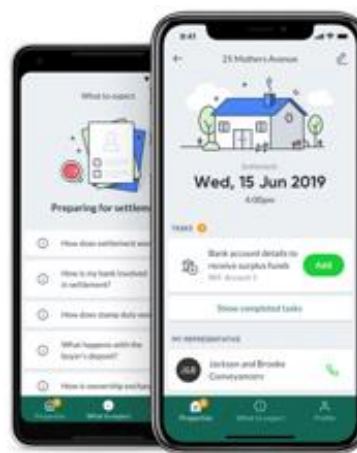 What to expect
Preparing for settlem
How does settlement wor
How is my bank involved
in settlement?
How does stamp duty wor
What happens with the
buyer's deposit?
How is ownership exchan
Properties
What to expect
9:41
25 Mathers Avenue
Settlement
Wed, 15 Jun 2019
4:00pm
TASKS
Bank account details to
receive surplus funds
Add
Show completed tasks
MY REPRESENTATIVE
Jackson and Brooke
Conveyancers
Properties
What to expect
Profile